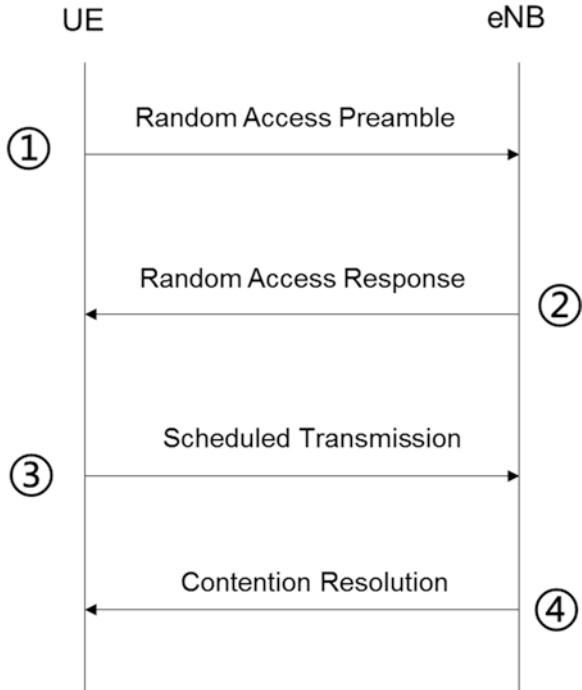 UE
eNB
Random Access Preamble
①
Random Access Response
②
Scheduled Transmission
③
Contention Resolution
④